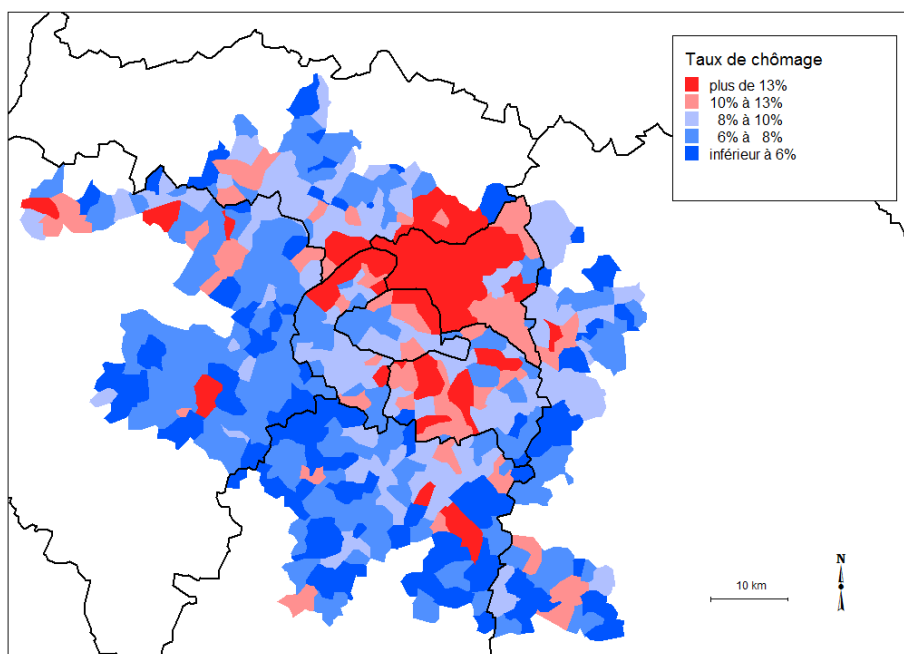 Taux de chômage
plus de 13%
10% à 13%
8% à 10%
6% à 8%
inférieur à 6%
N
10 km